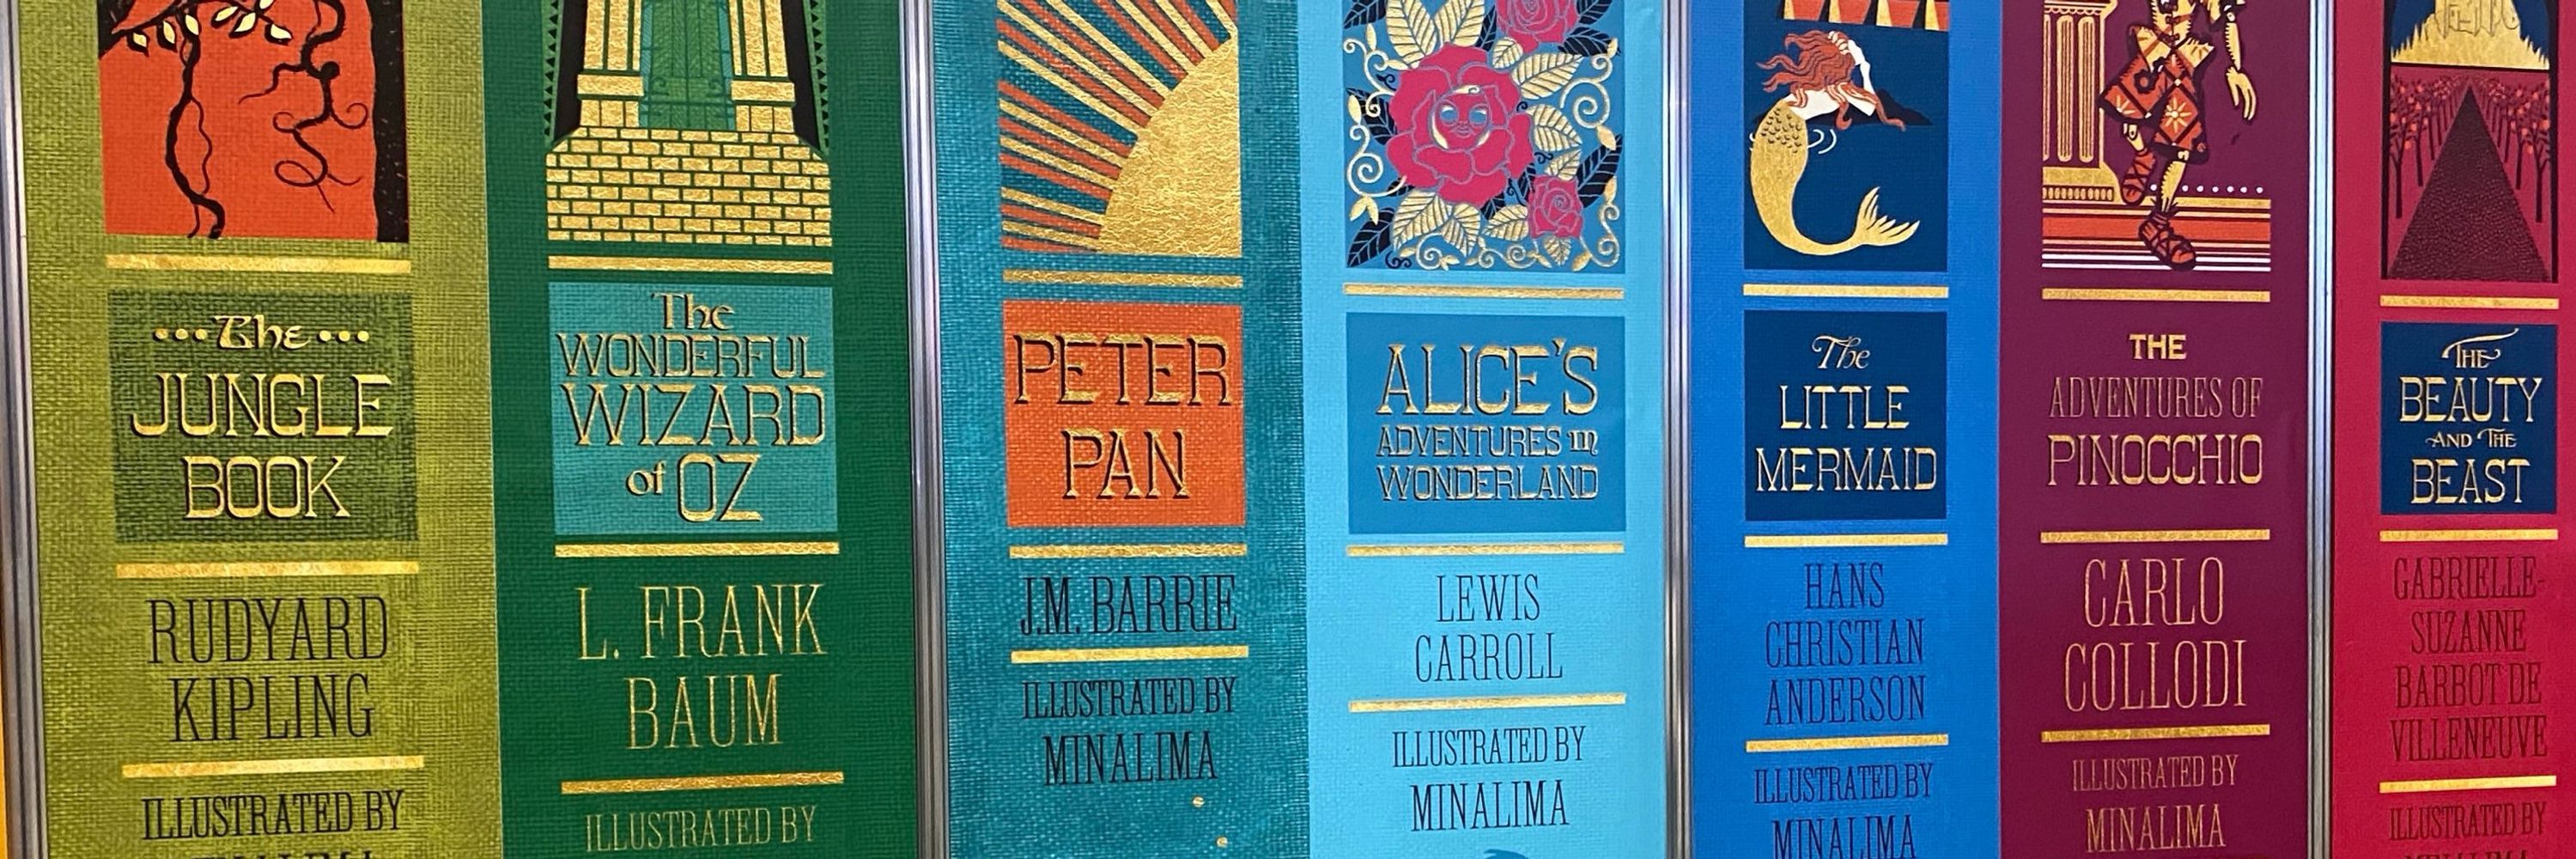 The
JUNGLE
BOOK
RUDYARD
KIPLING
ILLUSTRATED BY
The
WONDERFUL
WIZARD
of OZ
L. FRANK
BAUM
ILLUSTRATED BY
PETER
PAN
J.M. BARRIE
ILLUSTRATED BY
MINALIMA
ALICE'S
ADVENTURES in
WONDERLAND
LEWIS
CARROLL
ILLUSTRATED BY
MINALIMA
The
LITTLE
MERMAID
HANS
CHRISTIAN
ANDERSON
ILLUSTRATED BY
MINALIMA
THE
ADVENTURES OF
PINOCCHIO
CARLO
COLLODI
ILLUSTRATED BY
MINALIMA
THE
BEAUTY
AND THE
BEAST
GABRIELLE-
SUZANNE
BARBOT DE
VILLENEUVE
ILLUSTRATED BY